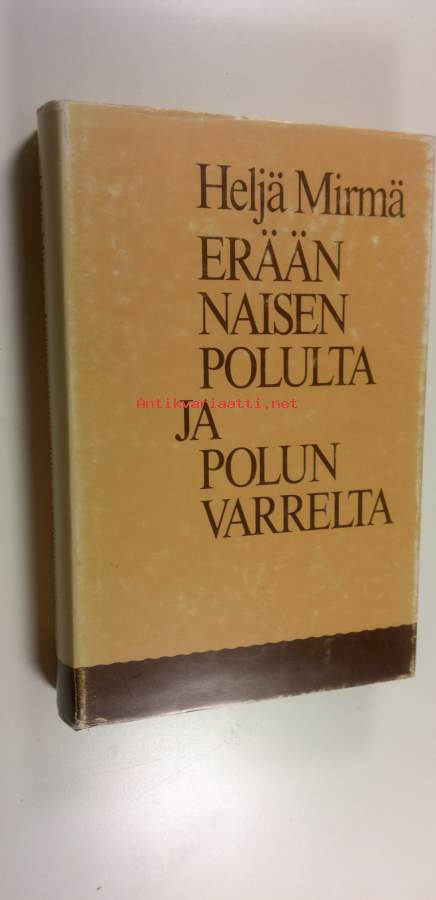 Heljä Mirmä
ERÄÄN
NAISEN
POLULTA
Antikvariaatti.net
JA
POLUN
VARRELTA